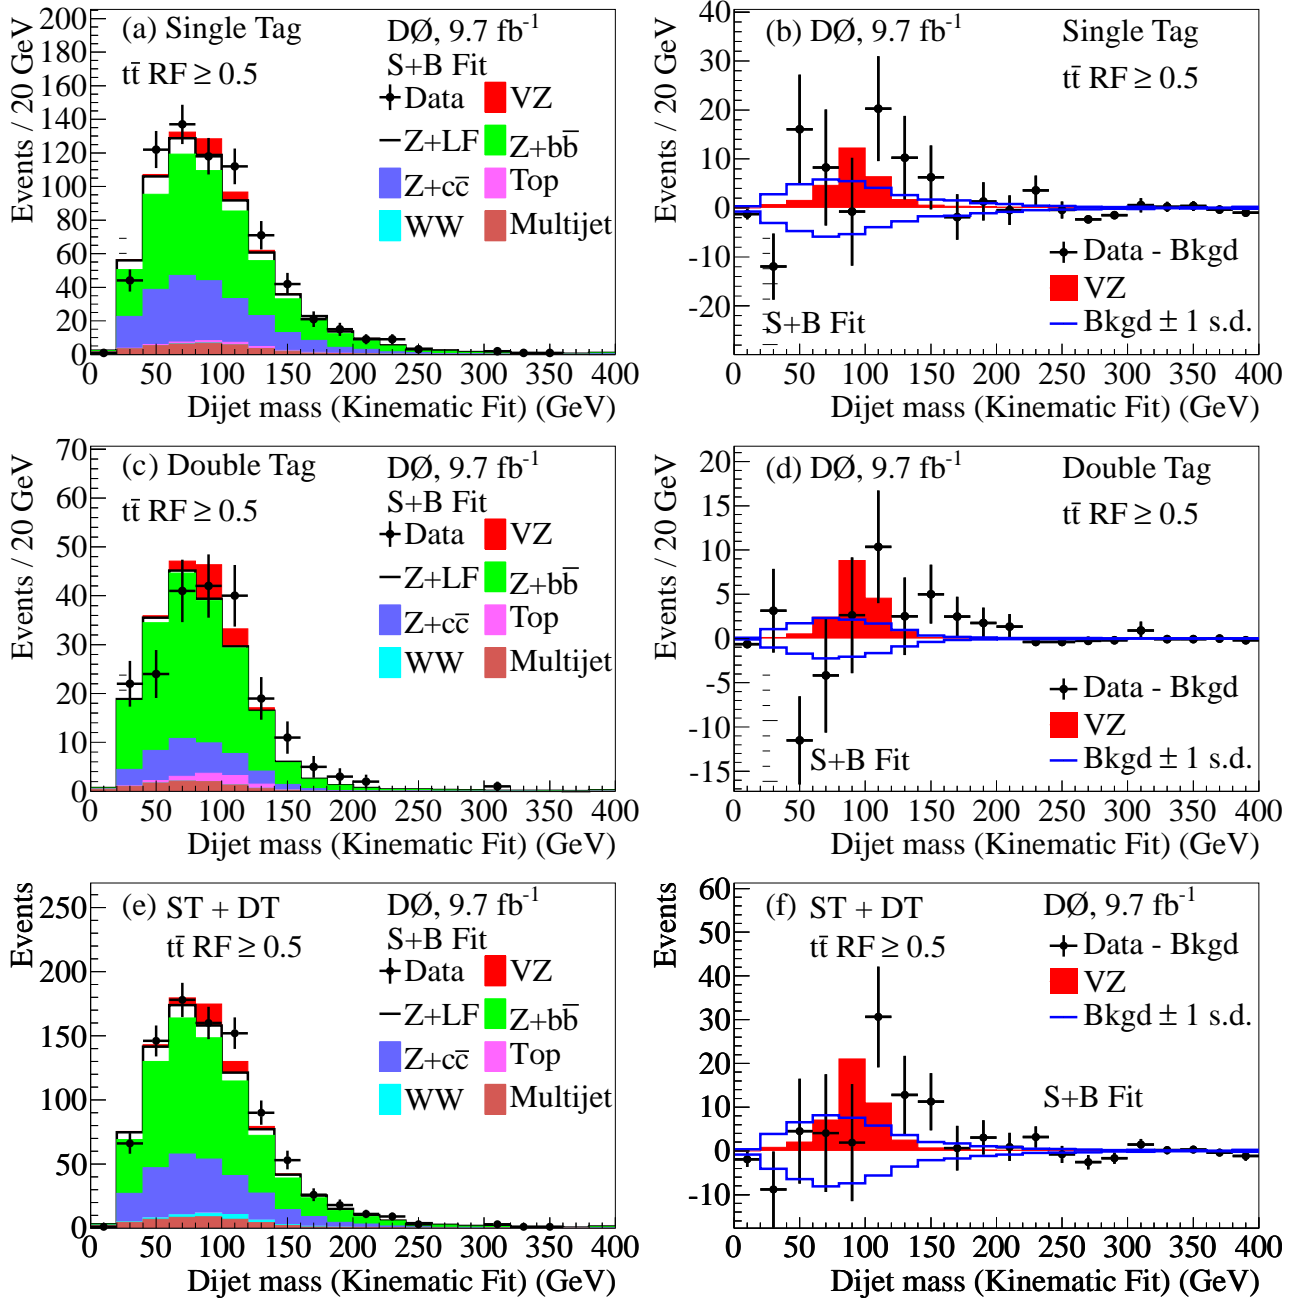 (a) Single Tag
DØ, 9.7 fb⁻¹
tt̄ RF ≥ 0.5
S+B Fit
Data
VZ
Z+LF
Z+bb̄
Z+cc̄
Top
WW
Multijet
Events / 20 GeV
200
180
160
140
120
100
80
60
40
20
0
0 50 100 150 200 250 300 350 400
Dijet mass (Kinematic Fit) (GeV)
(b) DØ, 9.7 fb⁻¹
Single Tag
tt̄ RF ≥ 0.5
Events / 20 GeV
40
30
20
10
0
-10
-20
Data - Bkgd
VZ
Bkgd ± 1 s.d.
S+B Fit
0 50 100 150 200 250 300 350 400
Dijet mass (Kinematic Fit) (GeV)
(c) Double Tag
DØ, 9.7 fb⁻¹
tt̄ RF ≥ 0.5
S+B Fit
Data
VZ
Z+LF
Z+bb̄
Z+cc̄
Top
WW
Multijet
Events / 20 GeV
70
60
50
40
30
20
10
0
0 50 100 150 200 250 300 350 400
Dijet mass (Kinematic Fit) (GeV)
(d) DØ, 9.7 fb⁻¹
Double Tag
tt̄ RF ≥ 0.5
Events / 20 GeV
20
15
10
5
0
-5
-10
-15
Data - Bkgd
VZ
Bkgd ± 1 s.d.
S+B Fit
0 50 100 150 200 250 300 350 400
Dijet mass (Kinematic Fit) (GeV)
(e) ST + DT
DØ, 9.7 fb⁻¹
tt̄ RF ≥ 0.5
S+B Fit
Data
VZ
Z+LF
Z+bb̄
Z+cc̄
Top
WW
Multijet
Events
250
200
150
100
50
0
0 50 100 150 200 250 300 350 400
Dijet mass (Kinematic Fit) (GeV)
(f) ST + DT
DØ, 9.7 fb⁻¹
tt̄ RF ≥ 0.5
Data - Bkgd
VZ
Bkgd ± 1 s.d.
S+B Fit
Events
60
50
40
30
20
10
0
-10
0 50 100 150 200 250 300 350 400
Dijet mass (Kinematic Fit) (GeV)